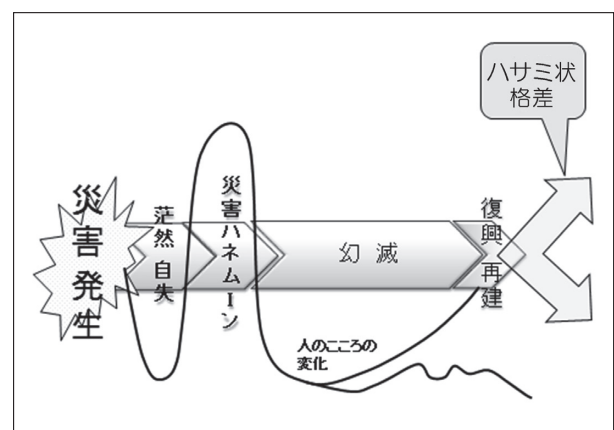 ハサミ状
格差
災害発生
茫然自失
災害ハネムーン
幻滅
復興再建
人のこころの
変化